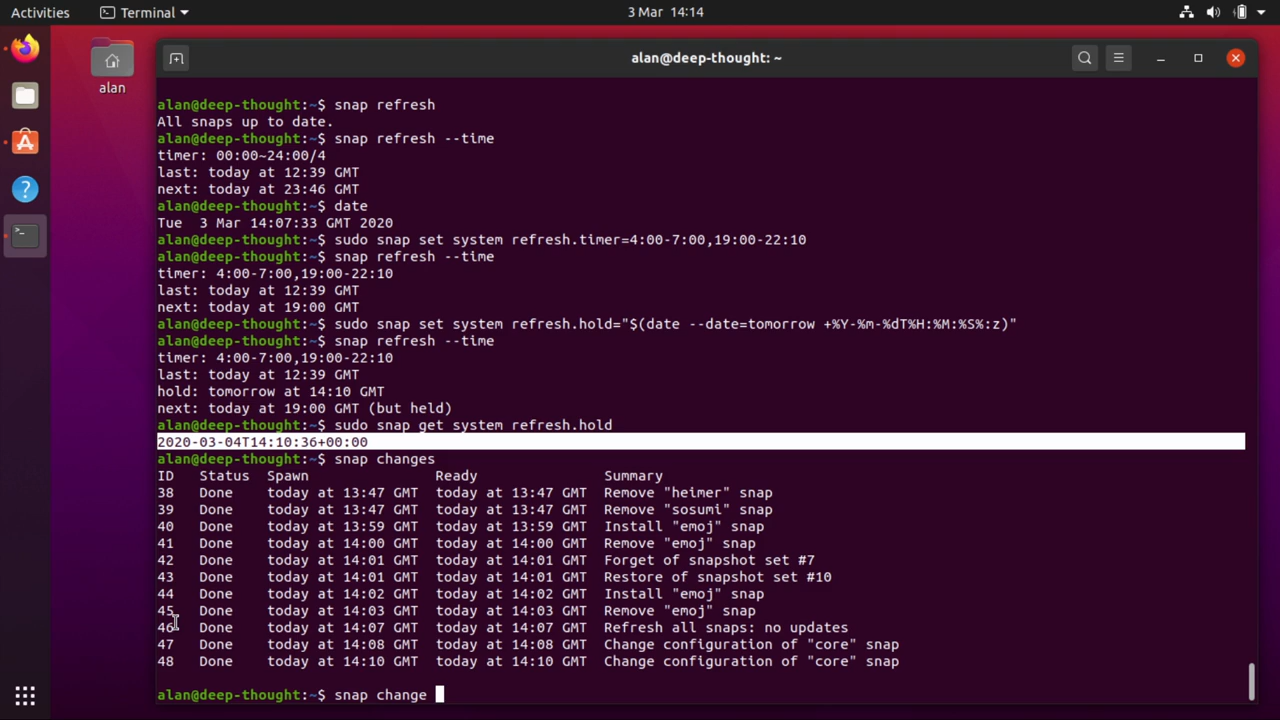 Activities Terminal 3 Mar 14:14
alan@deep-thought: ~
alan
alan@deep-thought:~$ snap refresh
All snaps up to date.
alan@deep-thought:~$ snap refresh --time
timer: 00:00~24:00/4
last: today at 12:39 GMT
next: today at 23:46 GMT
alan@deep-thought:~$ date
Tue  3 Mar 14:07:33 GMT 2020
alan@deep-thought:~$ sudo snap set system refresh.timer=4:00-7:00,19:00-22:10
alan@deep-thought:~$ snap refresh --time
timer: 4:00-7:00,19:00-22:10
last: today at 12:39 GMT
next: today at 19:00 GMT
alan@deep-thought:~$ sudo snap set system refresh.hold="$(date --date=tomorrow +%Y-%m-%dT%H:%M:%S%:z)"
alan@deep-thought:~$ snap refresh --time
timer: 4:00-7:00,19:00-22:10
last: today at 12:39 GMT
hold: tomorrow at 14:10 GMT
next: today at 19:00 GMT (but held)
alan@deep-thought:~$ sudo snap get system refresh.hold
2020-03-04T14:10:36+00:00
alan@deep-thought:~$ snap changes
ID   Status  Spawn               Ready               Summary
38   Done    today at 13:47 GMT  today at 13:47 GMT  Remove "heimer" snap
39   Done    today at 13:47 GMT  today at 13:47 GMT  Remove "sosumi" snap
40   Done    today at 13:59 GMT  today at 13:59 GMT  Install "emoj" snap
41   Done    today at 14:00 GMT  today at 14:00 GMT  Remove "emoj" snap
42   Done    today at 14:01 GMT  today at 14:01 GMT  Forget of snapshot set #7
43   Done    today at 14:01 GMT  today at 14:01 GMT  Restore of snapshot set #10
44   Done    today at 14:02 GMT  today at 14:02 GMT  Install "emoj" snap
45   Done    today at 14:03 GMT  today at 14:03 GMT  Remove "emoj" snap
46   Done    today at 14:07 GMT  today at 14:07 GMT  Refresh all snaps: no updates
47   Done    today at 14:08 GMT  today at 14:08 GMT  Change configuration of "core" snap
48   Done    today at 14:10 GMT  today at 14:10 GMT  Change configuration of "core" snap
alan@deep-thought:~$ snap change